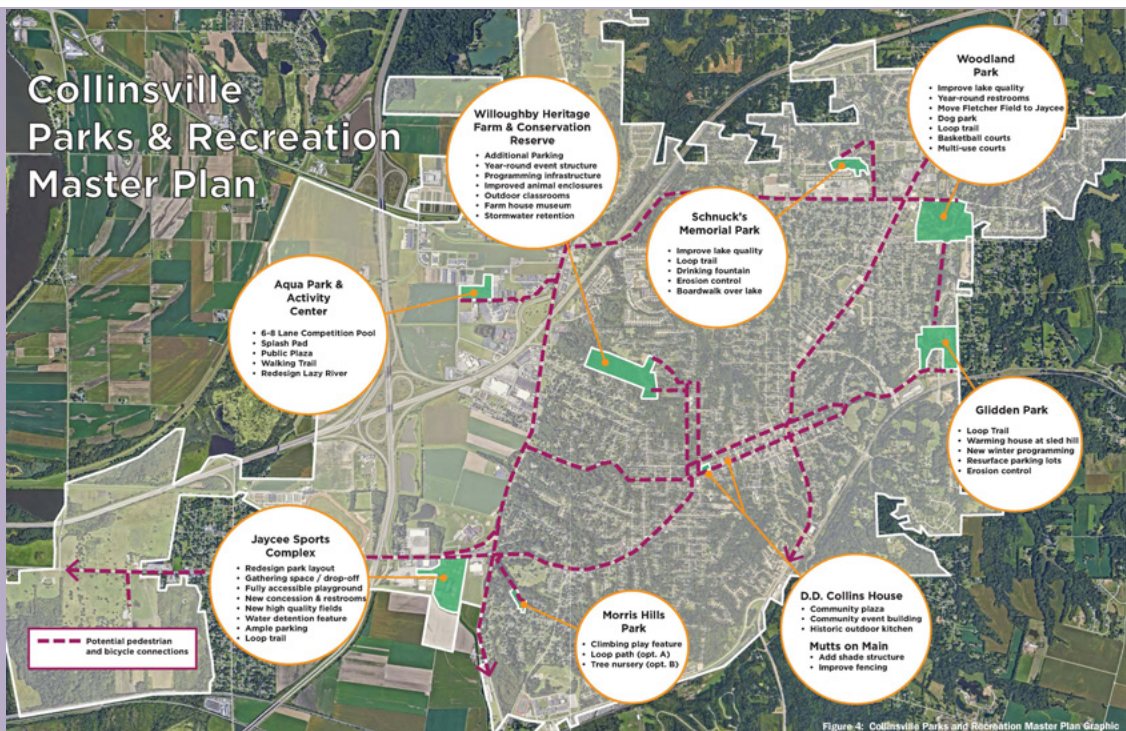 Collinsville
Parks & Recreation
Master Plan
Willoughby Heritage
Farm & Conservation
Reserve
• Additional Parking
• Year-round event structure
• Programming infrastructure
• Improved animal enclosures
• Outdoor classrooms
• Farm house museum
• Stormwater retention
Woodland
Park
• Improve lake quality
• Year-round restrooms
• Move Fletcher Field to Jaycee
• Dog park
• Loop trail
• Basketball courts
• Multi-use courts
Schnuck's
Memorial Park
• Improve lake quality
• Loop trail
• Drinking fountain
• Erosion control
• Boardwalk over lake
Aqua Park &
Activity
Center
• 6-8 Lane Competition Pool
• Splash Pad
• Public Plaza
• Walking Trail
• Redesign Lazy River
Glidden Park
• Loop Trail
• Warming house at sled hill
• New winter programming
• Resurface parking lots
• Erosion control
Jaycee Sports
Complex
• Redesign park layout
• Gathering space / drop-off
• Fully accessible playground
• New concession & restrooms
• New high quality fields
• Water detention feature
• Ample parking
• Loop trail
Morris Hills
Park
• Climbing play feature
• Loop path (opt. A)
• Tree nursery (opt. B)
D.D. Collins House
• Community plaza
• Community event building
• Historic outdoor kitchen
Mutts on Main
• Add shade structure
• Improve fencing
Potential pedestrian
and bicycle connections
Figure 4: Collinsville Parks and Recreation Master Plan Graphic